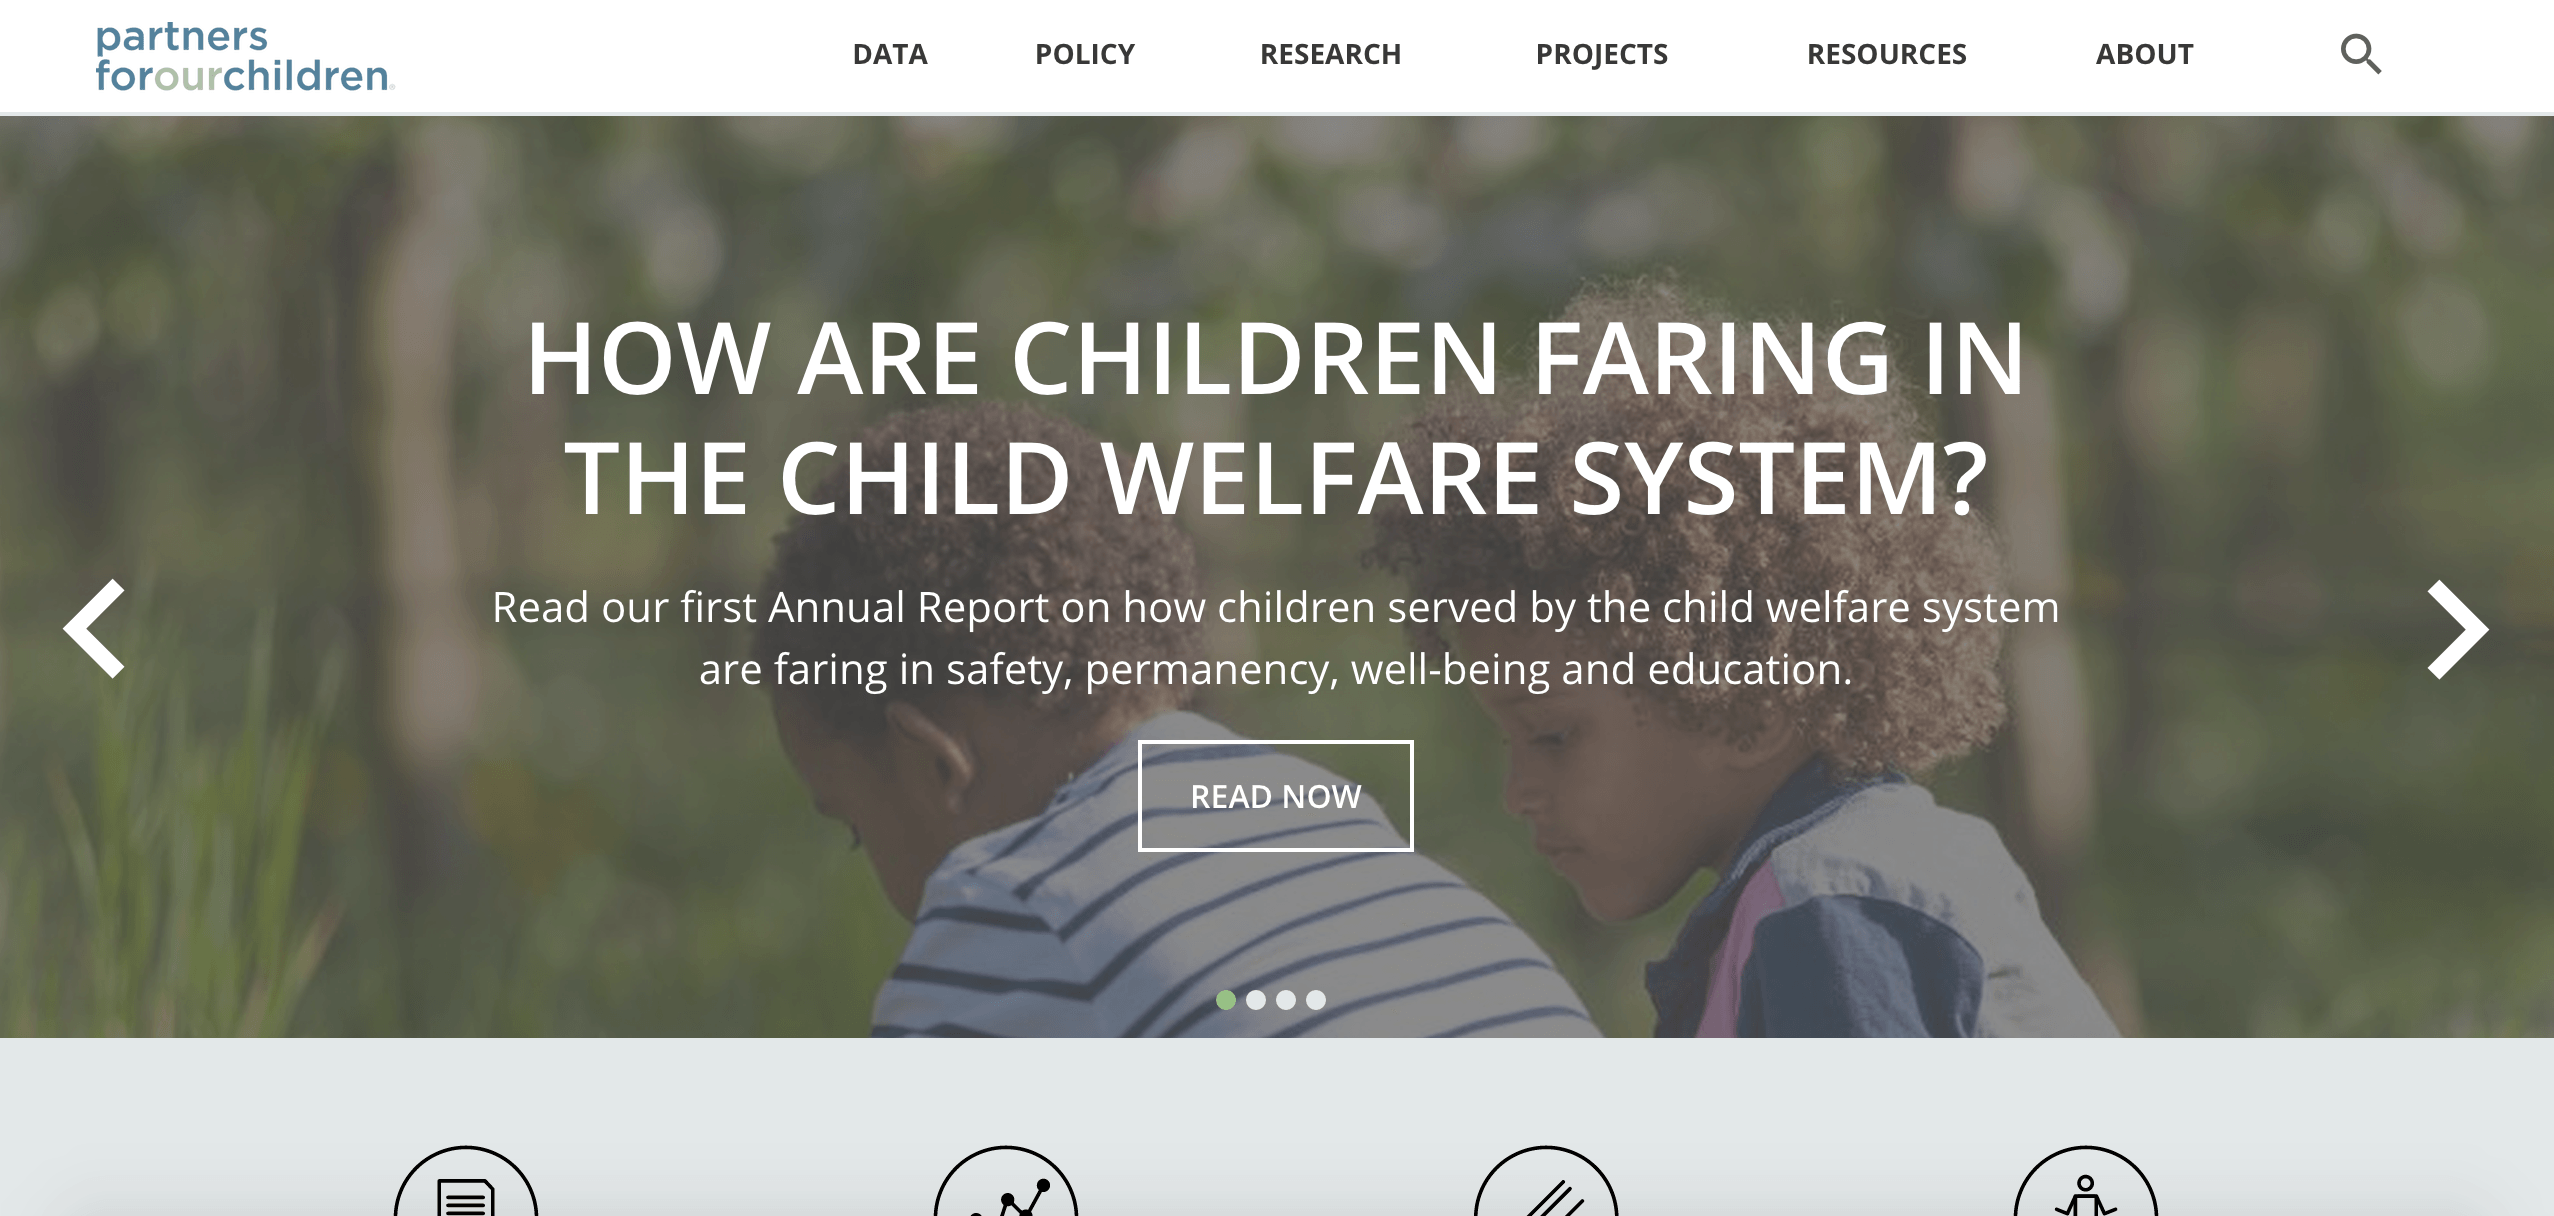 partners
forourchildren
DATA POLICY RESEARCH PROJECTS RESOURCES ABOUT
HOW ARE CHILDREN FARING IN
THE CHILD WELFARE SYSTEM?
Read our first Annual Report on how children served by the child welfare system
are faring in safety, permanency, well-being and education.
READ NOW